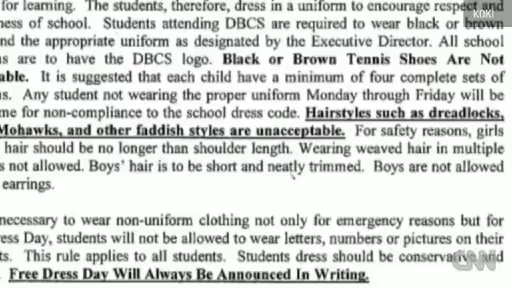 for learning. The students, therefore, dress in a uniform to encourage respect and
KOKI
ness of school. Students attending DBCS are required to wear black or brown
nd the appropriate uniform as designated by the Executive Director. All school
s are to have the DBCS logo. Black or Brown Tennis Shoes Are Not
able. It is suggested that each child have a minimum of four complete sets of
s. Any student not wearing the proper uniform Monday through Friday will be
me for non-compliance to the school dress code. Hairstyles such as dreadlocks,
Mohawks, and other faddish styles are unacceptable. For safety reasons, girls
hair should be no longer than shoulder length. Wearing weaved hair in multiple
s not allowed. Boys' hair is to be short and neatly trimmed. Boys are not allowed
earrings.
necessary to wear non-uniform clothing not only for emergency reasons but for
ress Day, students will not be allowed to wear letters, numbers or pictures on their
ts. This rule applies to all students. Students dress should be conservative and
CNN
Free Dress Day Will Always Be Announced In Writing.